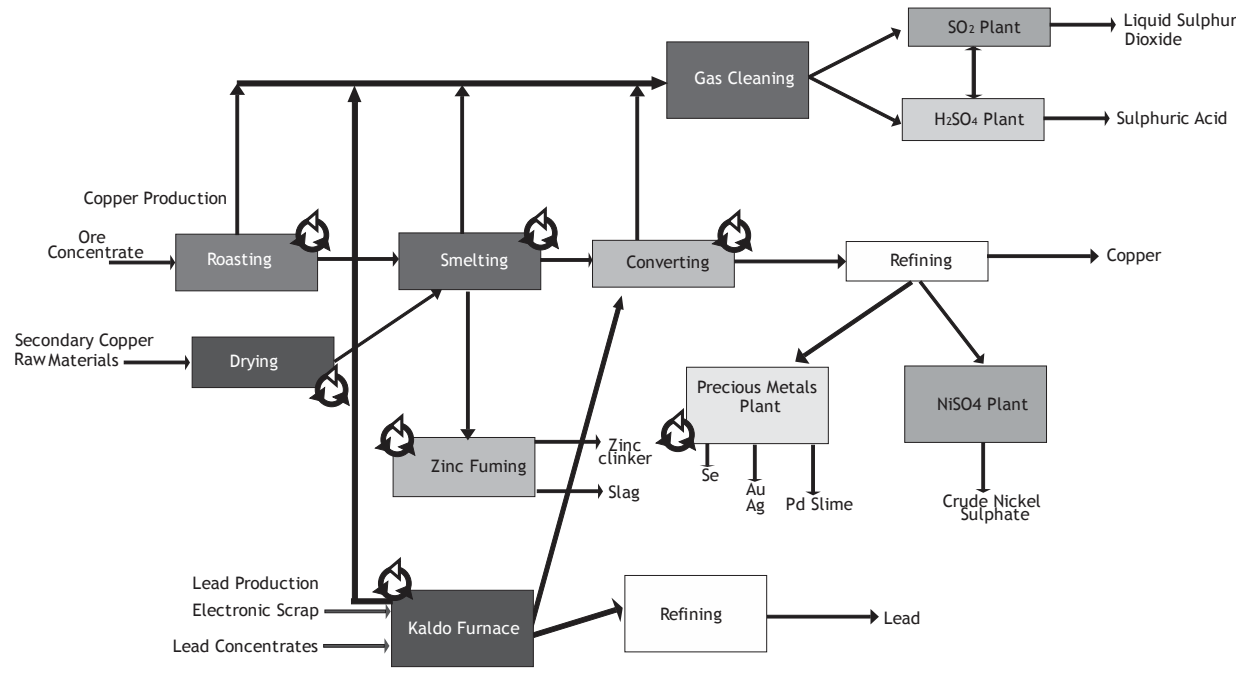 SO₂ Plant
Liquid Sulphur
Dioxide
Gas Cleaning
H₂SO₄ Plant
Sulphuric Acid
Copper Production
Ore
Concentrate
Roasting
Smelting
Converting
Refining
Copper
Secondary Copper
Raw Materials
Drying
Precious Metals
Plant
NiSO4 Plant
Zinc Fuming
Zinc
clinker
Slag
Se
Au
Ag
Pd Slime
Crude Nickel
Sulphate
Lead Production
Electronic Scrap
Lead Concentrates
Kaldo Furnace
Refining
Lead